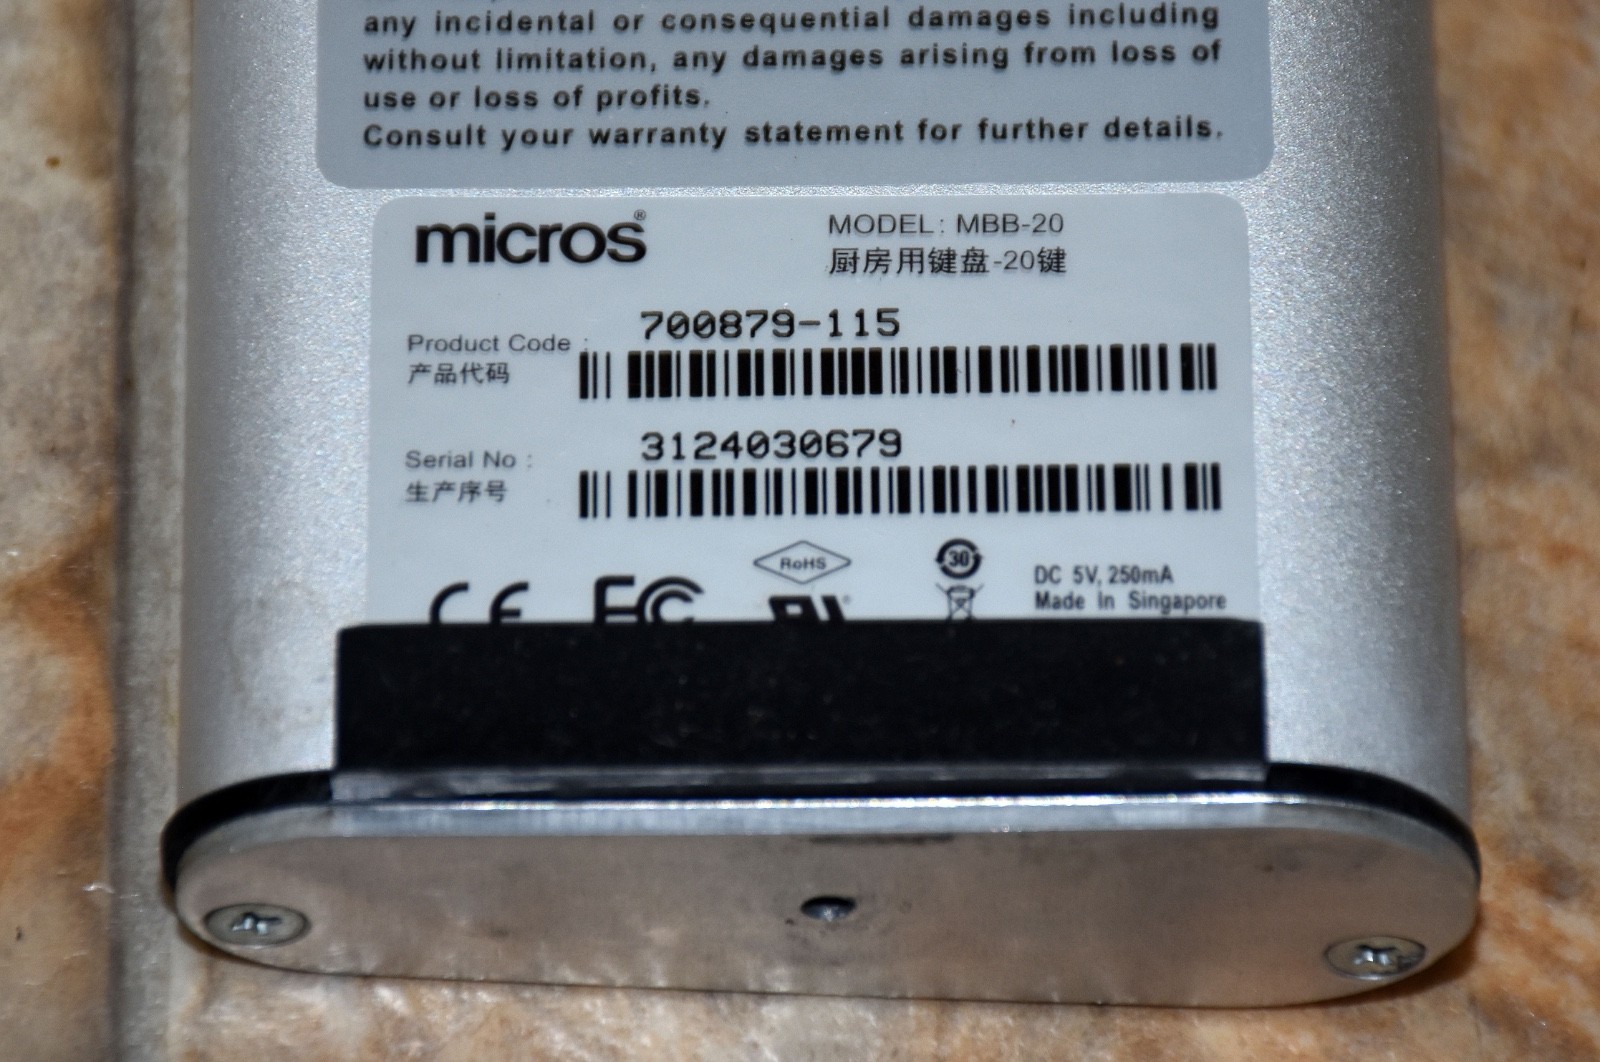 any incidental or consequential damages including
without limitation, any damages arising from loss of
use or loss of profits.
Consult your warranty statement for further details.
micros®
MODEL: MBB-20
厨房用键盘-20键
700879-115
Product Code :
产品代码
3124030679
Serial No :
生产序号
RoHS
30
CE FC
DC 5V, 250mA
Made In Singapore